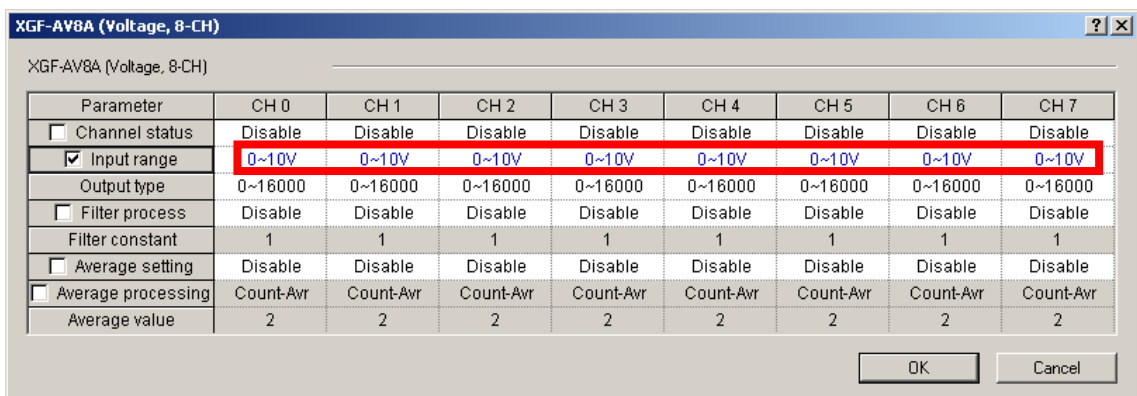 XGF-AV8A (Voltage, 8-CH)
XGF-AV8A (Voltage, 8-CH)
Parameter CH 0 CH 1 CH 2 CH 3 CH 4 CH 5 CH 6 CH 7
Channel status Disable Disable Disable Disable Disable Disable Disable Disable
Input range 0~10V 0~10V 0~10V 0~10V 0~10V 0~10V 0~10V 0~10V
Output type 0~16000 0~16000 0~16000 0~16000 0~16000 0~16000 0~16000 0~16000
Filter process Disable Disable Disable Disable Disable Disable Disable Disable
Filter constant 1 1 1 1 1 1 1 1
Average setting Disable Disable Disable Disable Disable Disable Disable Disable
Average processing Count-Avr Count-Avr Count-Avr Count-Avr Count-Avr Count-Avr Count-Avr Count-Avr
Average value 2 2 2 2 2 2 2 2
OK Cancel